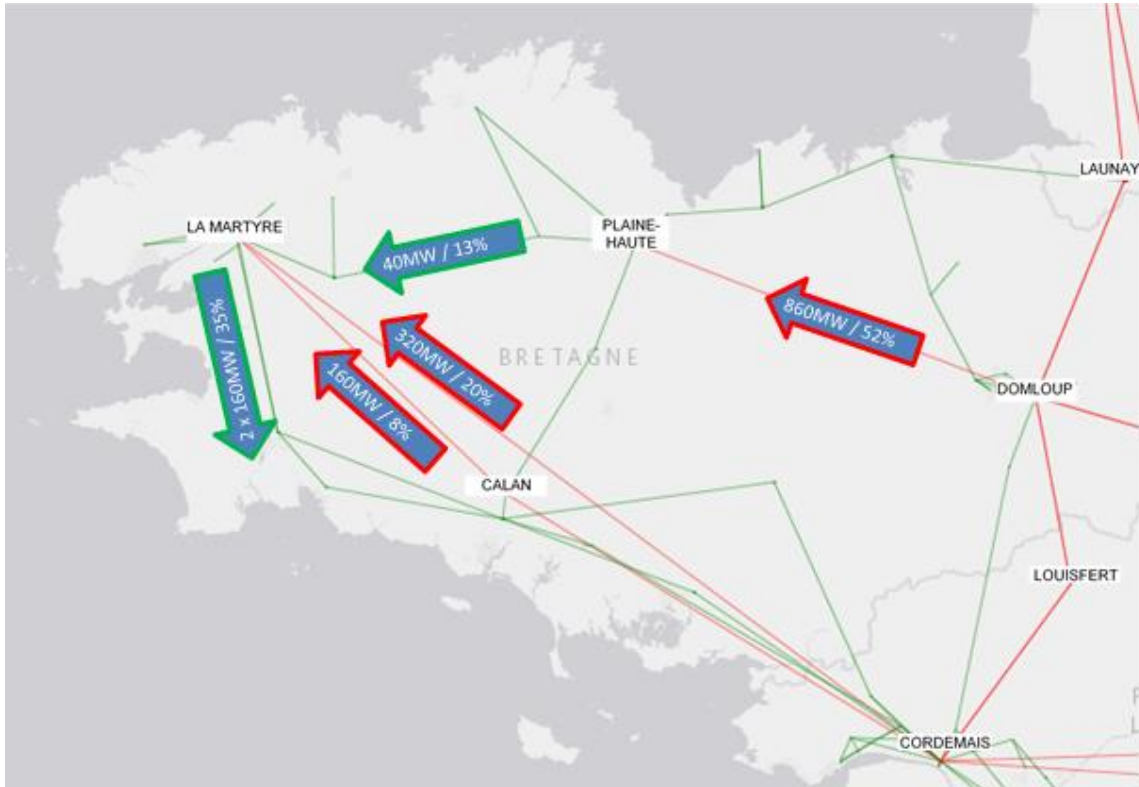 LAUNAY
LA MARTYRE
PLAINE-
HAUTE
40MW / 13%
860MW / 52%
2 x 160MW / 35%
320MW / 20%
160MW / 8%
BRETAGNE
DOMLOUP
CALAN
LOUISFERT
CORDEMAIS
P
L